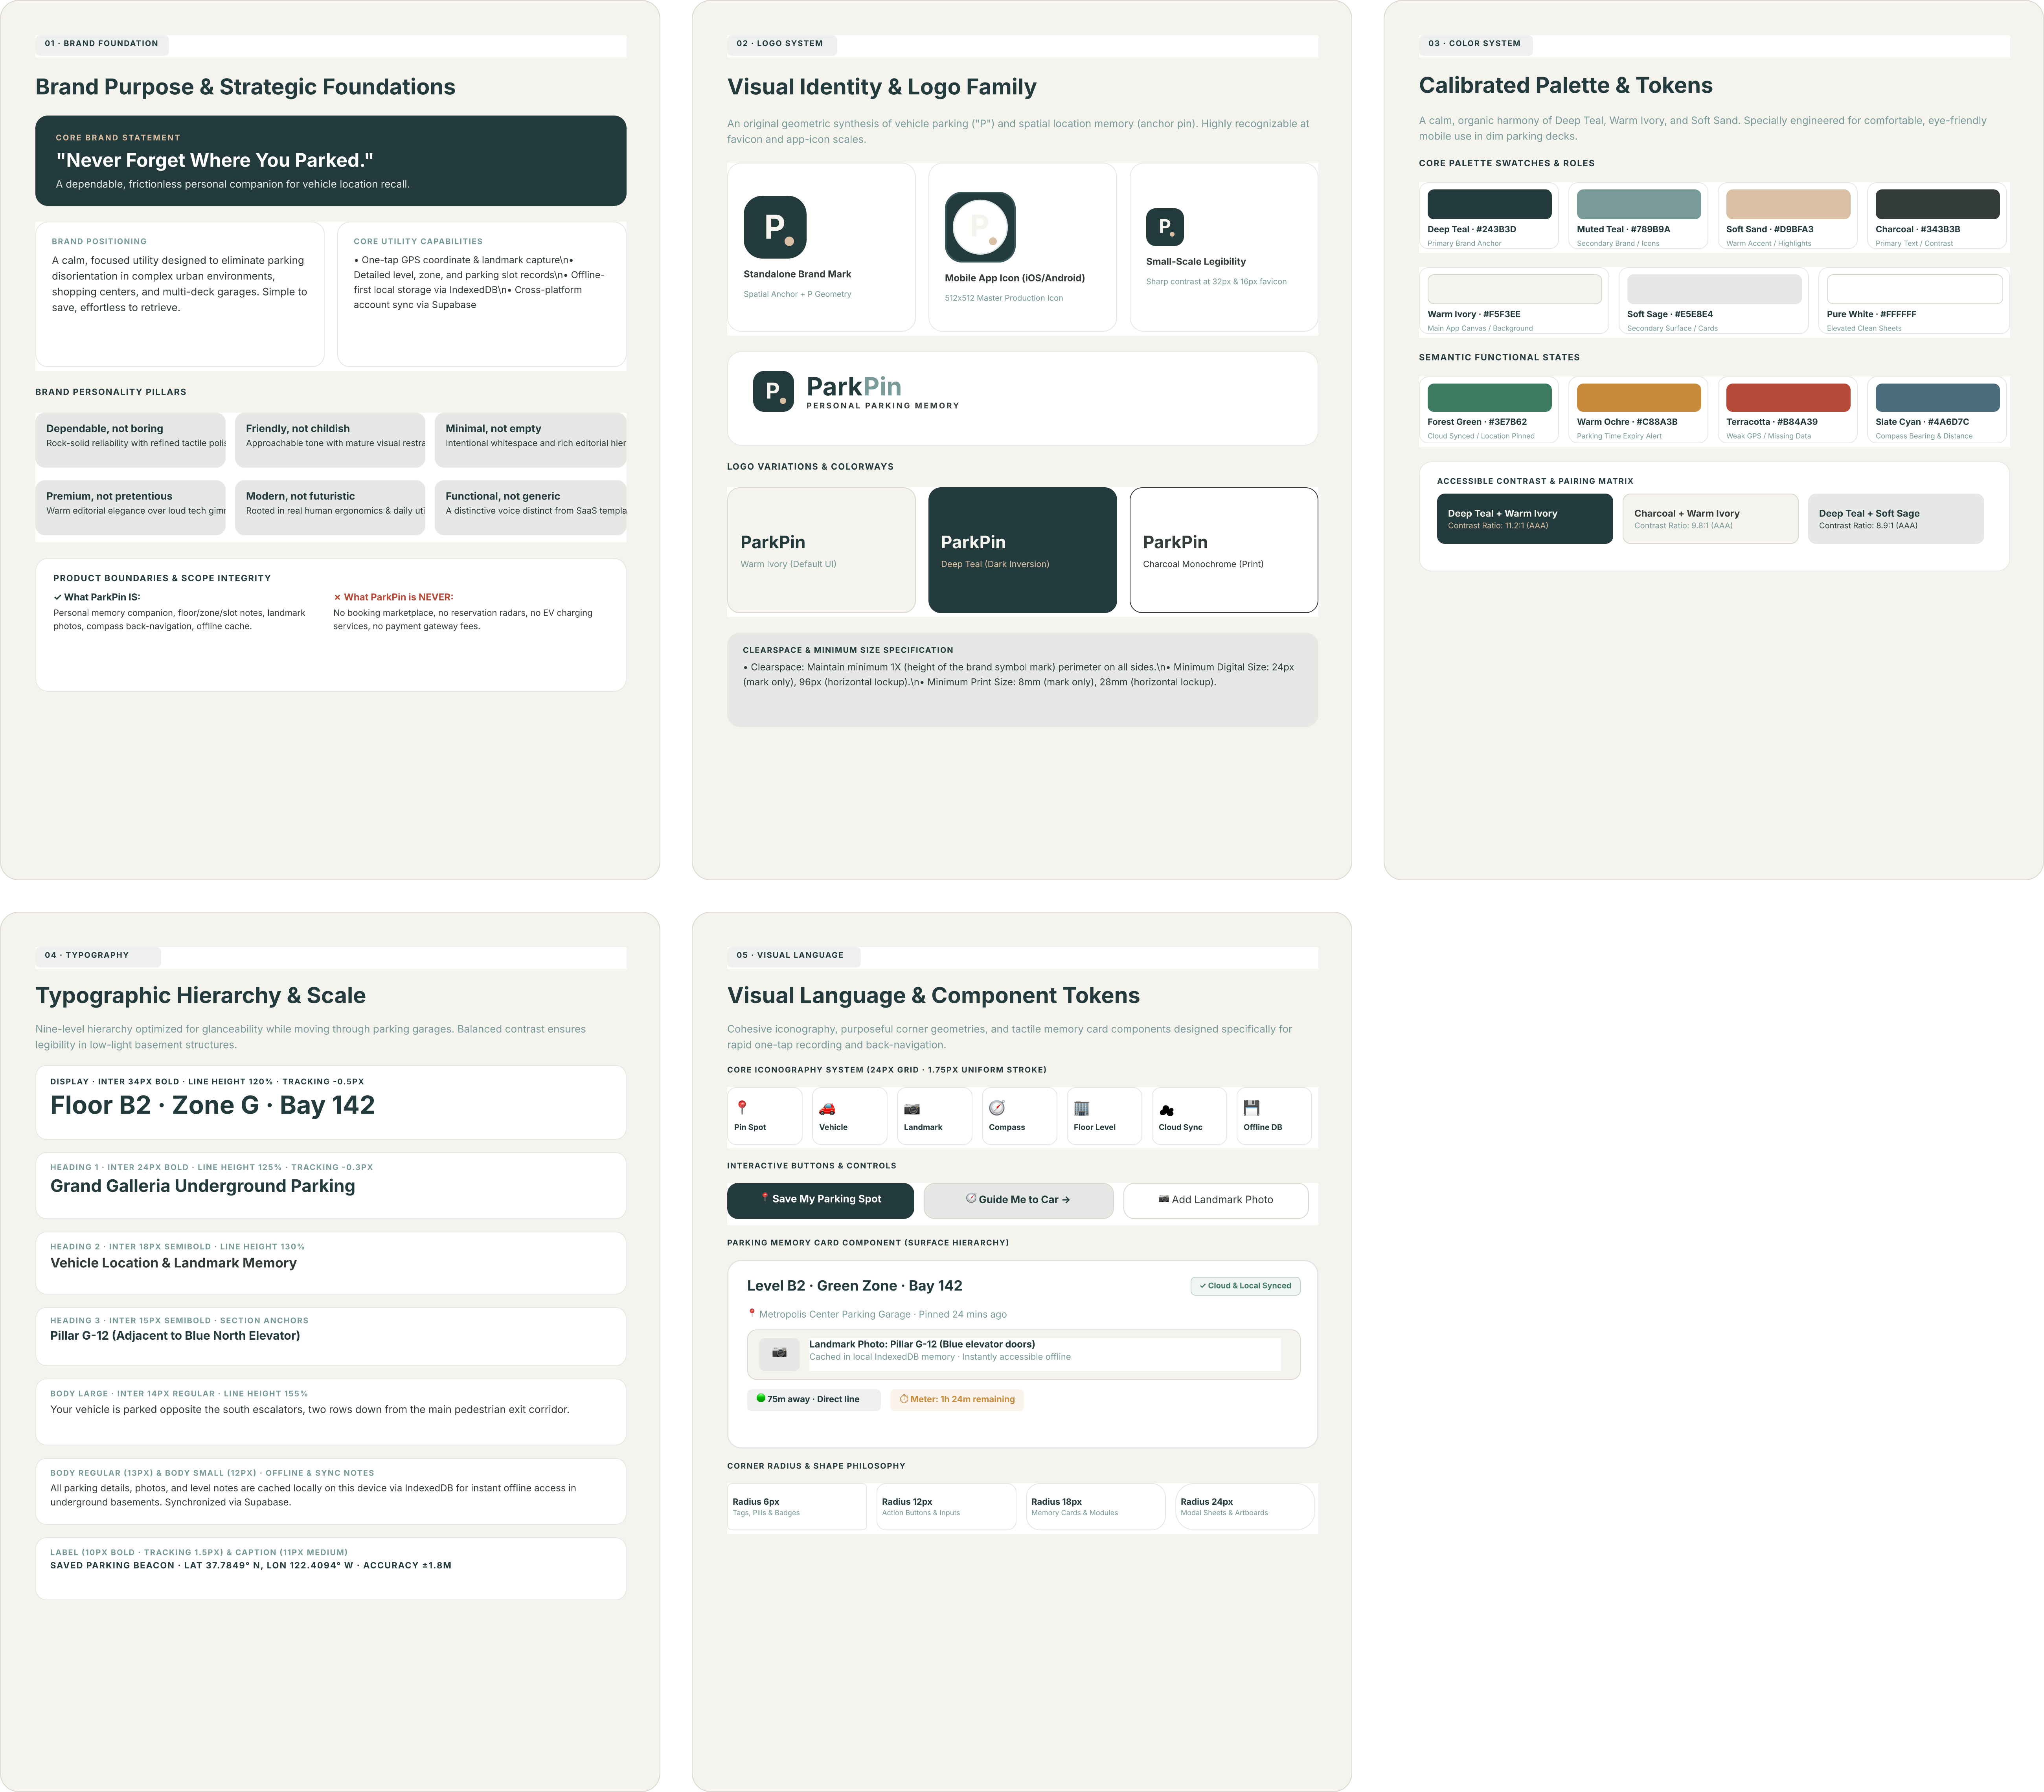 01 · BRAND FOUNDATION
Brand Purpose & Strategic Foundations
CORE BRAND STATEMENT
"Never Forget Where You Parked."
A dependable, frictionless personal companion for vehicle location recall.
BRAND POSITIONING
A calm, focused utility designed to eliminate parking
disorientation in complex urban environments,
shopping centers, and multi-deck garages. Simple to
save, effortless to retrieve.
CORE UTILITY CAPABILITIES
• One-tap GPS coordinate & landmark capture\n•
Detailed level, zone, and parking slot records\n• Offline-
first local storage via IndexedDB\n• Cross-platform
account sync via Supabase
BRAND PERSONALITY PILLARS
Dependable, not boring
Rock-solid reliability with refined tactile polis
Friendly, not childish
Approachable tone with mature visual restra
Minimal, not empty
Intentional whitespace and rich editorial hier
Premium, not pretentious
Warm editorial elegance over loud tech gimm
Modern, not futuristic
Rooted in real human ergonomics & daily uti
Functional, not generic
A distinctive voice distinct from SaaS templa
PRODUCT BOUNDARIES & SCOPE INTEGRITY
✓ What ParkPin IS:
Personal memory companion, floor/zone/slot notes, landmark
photos, compass back-navigation, offline cache.
× What ParkPin is NEVER:
No booking marketplace, no reservation radars, no EV charging
services, no payment gateway fees.
02 · LOGO SYSTEM
Visual Identity & Logo Family
An original geometric synthesis of vehicle parking ("P") and spatial location memory (anchor pin). Highly recognizable at
favicon and app-icon scales.
P
Standalone Brand Mark
Spatial Anchor + P Geometry
P
Mobile App Icon (iOS/Android)
512x512 Master Production Icon
P
Small-Scale Legibility
Sharp contrast at 32px & 16px favicon
P
ParkPin
PERSONAL PARKING MEMORY
LOGO VARIATIONS & COLORWAYS
ParkPin
Warm Ivory (Default UI)
ParkPin
Deep Teal (Dark Inversion)
ParkPin
Charcoal Monochrome (Print)
CLEARSPACE & MINIMUM SIZE SPECIFICATION
• Clearspace: Maintain minimum 1X (height of the brand symbol mark) perimeter on all sides.\n• Minimum Digital Size: 24px
(mark only), 96px (horizontal lockup).\n• Minimum Print Size: 8mm (mark only), 28mm (horizontal lockup).
03 · COLOR SYSTEM
Calibrated Palette & Tokens
A calm, organic harmony of Deep Teal, Warm Ivory, and Soft Sand. Specially engineered for comfortable, eye-friendly
mobile use in dim parking decks.
CORE PALETTE SWATCHES & ROLES
Deep Teal · #243B3D
Primary Brand Anchor
Muted Teal · #789B9A
Secondary Brand / Icons
Soft Sand · #D9BFA3
Warm Accent / Highlights
Charcoal · #343B3B
Primary Text / Contrast
Warm Ivory · #F5F3EE
Main App Canvas / Background
Soft Sage · #E5E8E4
Secondary Surface / Cards
Pure White · #FFFFFF
Elevated Clean Sheets
SEMANTIC FUNCTIONAL STATES
Forest Green · #3E7B62
Cloud Synced / Location Pinned
Warm Ochre · #C88A3B
Parking Time Expiry Alert
Terracotta · #B84A39
Weak GPS / Missing Data
Slate Cyan · #4A6D7C
Compass Bearing & Distance
ACCESSIBLE CONTRAST & PAIRING MATRIX
Deep Teal + Warm Ivory
Contrast Ratio: 11.2:1 (AAA)
Charcoal + Warm Ivory
Contrast Ratio: 9.8:1 (AAA)
Deep Teal + Soft Sage
Contrast Ratio: 8.9:1 (AAA)
04 · TYPOGRAPHY
Typographic Hierarchy & Scale
Nine-level hierarchy optimized for glanceability while moving through parking garages. Balanced contrast ensures
legibility in low-light basement structures.
DISPLAY · INTER 34PX BOLD · LINE HEIGHT 120% · TRACKING -0.5PX
Floor B2 · Zone G · Bay 142
HEADING 1 · INTER 24PX BOLD · LINE HEIGHT 125% · TRACKING -0.3PX
Grand Galleria Underground Parking
HEADING 2 · INTER 18PX SEMIBOLD · LINE HEIGHT 130%
Vehicle Location & Landmark Memory
HEADING 3 · INTER 15PX SEMIBOLD · SECTION ANCHORS
Pillar G-12 (Adjacent to Blue North Elevator)
BODY LARGE · INTER 14PX REGULAR · LINE HEIGHT 155%
Your vehicle is parked opposite the south escalators, two rows down from the main pedestrian exit corridor.
BODY REGULAR (13PX) & BODY SMALL (12PX) · OFFLINE & SYNC NOTES
All parking details, photos, and level notes are cached locally on this device via IndexedDB for instant offline access in
underground basements. Synchronized via Supabase.
LABEL (10PX BOLD · TRACKING 1.5PX) & CAPTION (11PX MEDIUM)
SAVED PARKING BEACON · LAT 37.7849° N, LON 122.4094° W · ACCURACY ±1.8M
05 · VISUAL LANGUAGE
Visual Language & Component Tokens
Cohesive iconography, purposeful corner geometries, and tactile memory card components designed specifically for
rapid one-tap recording and back-navigation.
CORE ICONOGRAPHY SYSTEM (24PX GRID · 1.75PX UNIFORM STROKE)
Pin Spot
Vehicle
Landmark
Compass
Floor Level
Cloud Sync
Offline DB
INTERACTIVE BUTTONS & CONTROLS
📍 Save My Parking Spot
🧭 Guide Me to Car →
📷 Add Landmark Photo
PARKING MEMORY CARD COMPONENT (SURFACE HIERARCHY)
Level B2 · Green Zone · Bay 142
✓ Cloud & Local Synced
📍 Metropolis Center Parking Garage · Pinned 24 mins ago
Landmark Photo: Pillar G-12 (Blue elevator doors)
Cached in local IndexedDB memory · Instantly accessible offline
🟢 75m away · Direct line
⏱ Meter: 1h 24m remaining
CORNER RADIUS & SHAPE PHILOSOPHY
Radius 6px
Tags, Pills & Badges
Radius 12px
Action Buttons & Inputs
Radius 18px
Memory Cards & Modules
Radius 24px
Modal Sheets & Artboards